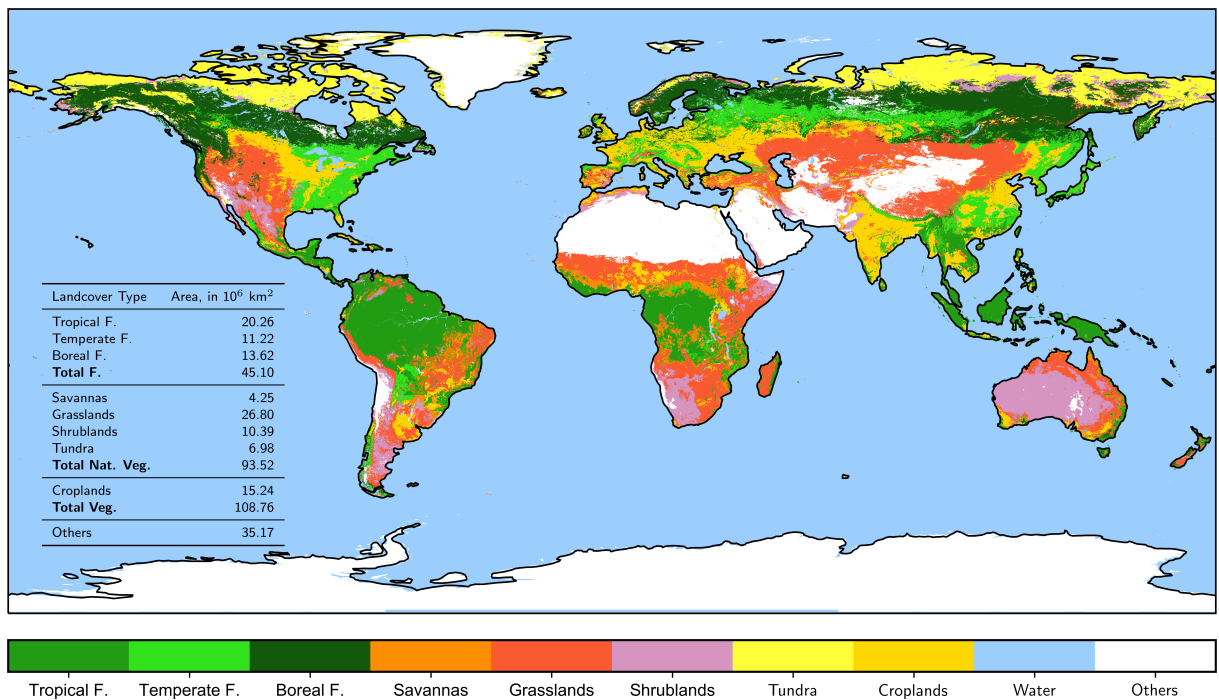 Landcover Type Area, in 10⁶ km²
Tropical F. 20.26
Temperate F. 11.22
Boreal F. 13.62
Total F. 45.10
Savannas 4.25
Grasslands 26.80
Shrublands 10.39
Tundra 6.98
Total Nat. Veg. 93.52
Croplands 15.24
Total Veg. 108.76
Others 35.17
Tropical F. Temperate F. Boreal F. Savannas Grasslands Shrublands Tundra Croplands Water Others